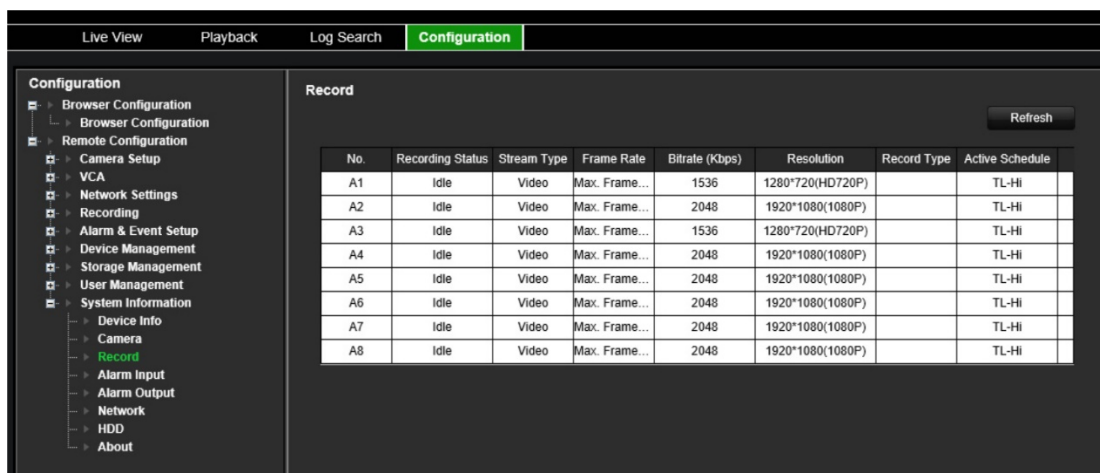 Live View Playback Log Search Configuration
Configuration
Browser Configuration
Browser Configuration
Remote Configuration
Camera Setup
VCA
Network Settings
Recording
Alarm & Event Setup
Device Management
Storage Management
User Management
System Information
Device Info
Camera
Record
Alarm Input
Alarm Output
Network
HDD
About
Record
Refresh
No. Recording Status Stream Type Frame Rate Bitrate (Kbps) Resolution Record Type Active Schedule
A1 Idle Video Max. Frame... 1536 1280*720(HD720P) TL-Hi
A2 Idle Video Max. Frame... 2048 1920*1080(1080P) TL-Hi
A3 Idle Video Max. Frame... 1536 1280*720(HD720P) TL-Hi
A4 Idle Video Max. Frame... 2048 1920*1080(1080P) TL-Hi
A5 Idle Video Max. Frame... 2048 1920*1080(1080P) TL-Hi
A6 Idle Video Max. Frame... 2048 1920*1080(1080P) TL-Hi
A7 Idle Video Max. Frame... 2048 1920*1080(1080P) TL-Hi
A8 Idle Video Max. Frame... 2048 1920*1080(1080P) TL-Hi